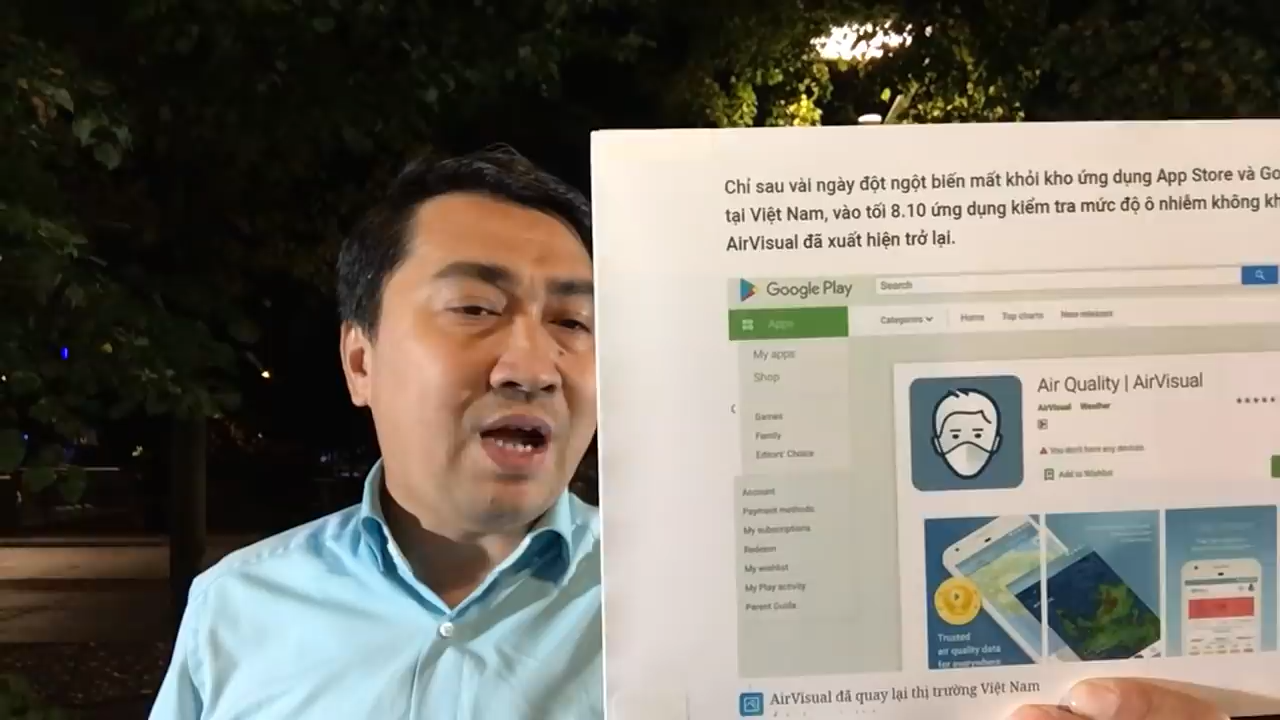 Chỉ sau vài ngày đột ngột biến mất khỏi kho ứng dụng App Store và Go
tại Việt Nam, vào tối 8.10 ứng dụng kiểm tra mức độ ô nhiễm không kh
AirVisual đã xuất hiện trở lại.
Google Play
Search
Apps
Categories
Home
Top charts
New releases
My apps
Shop
Games
Family
Editors' Choice
Account
Payment methods
My subscriptions
Redeem
My wishlist
My Play activity
Parent Guide
Air Quality | AirVisual
AirVisual Weather
You don't have any devices
Add to Wishlist
Trusted
air quality data
for everywhere
AirVisual đã quay lại thị trường Việt Nam